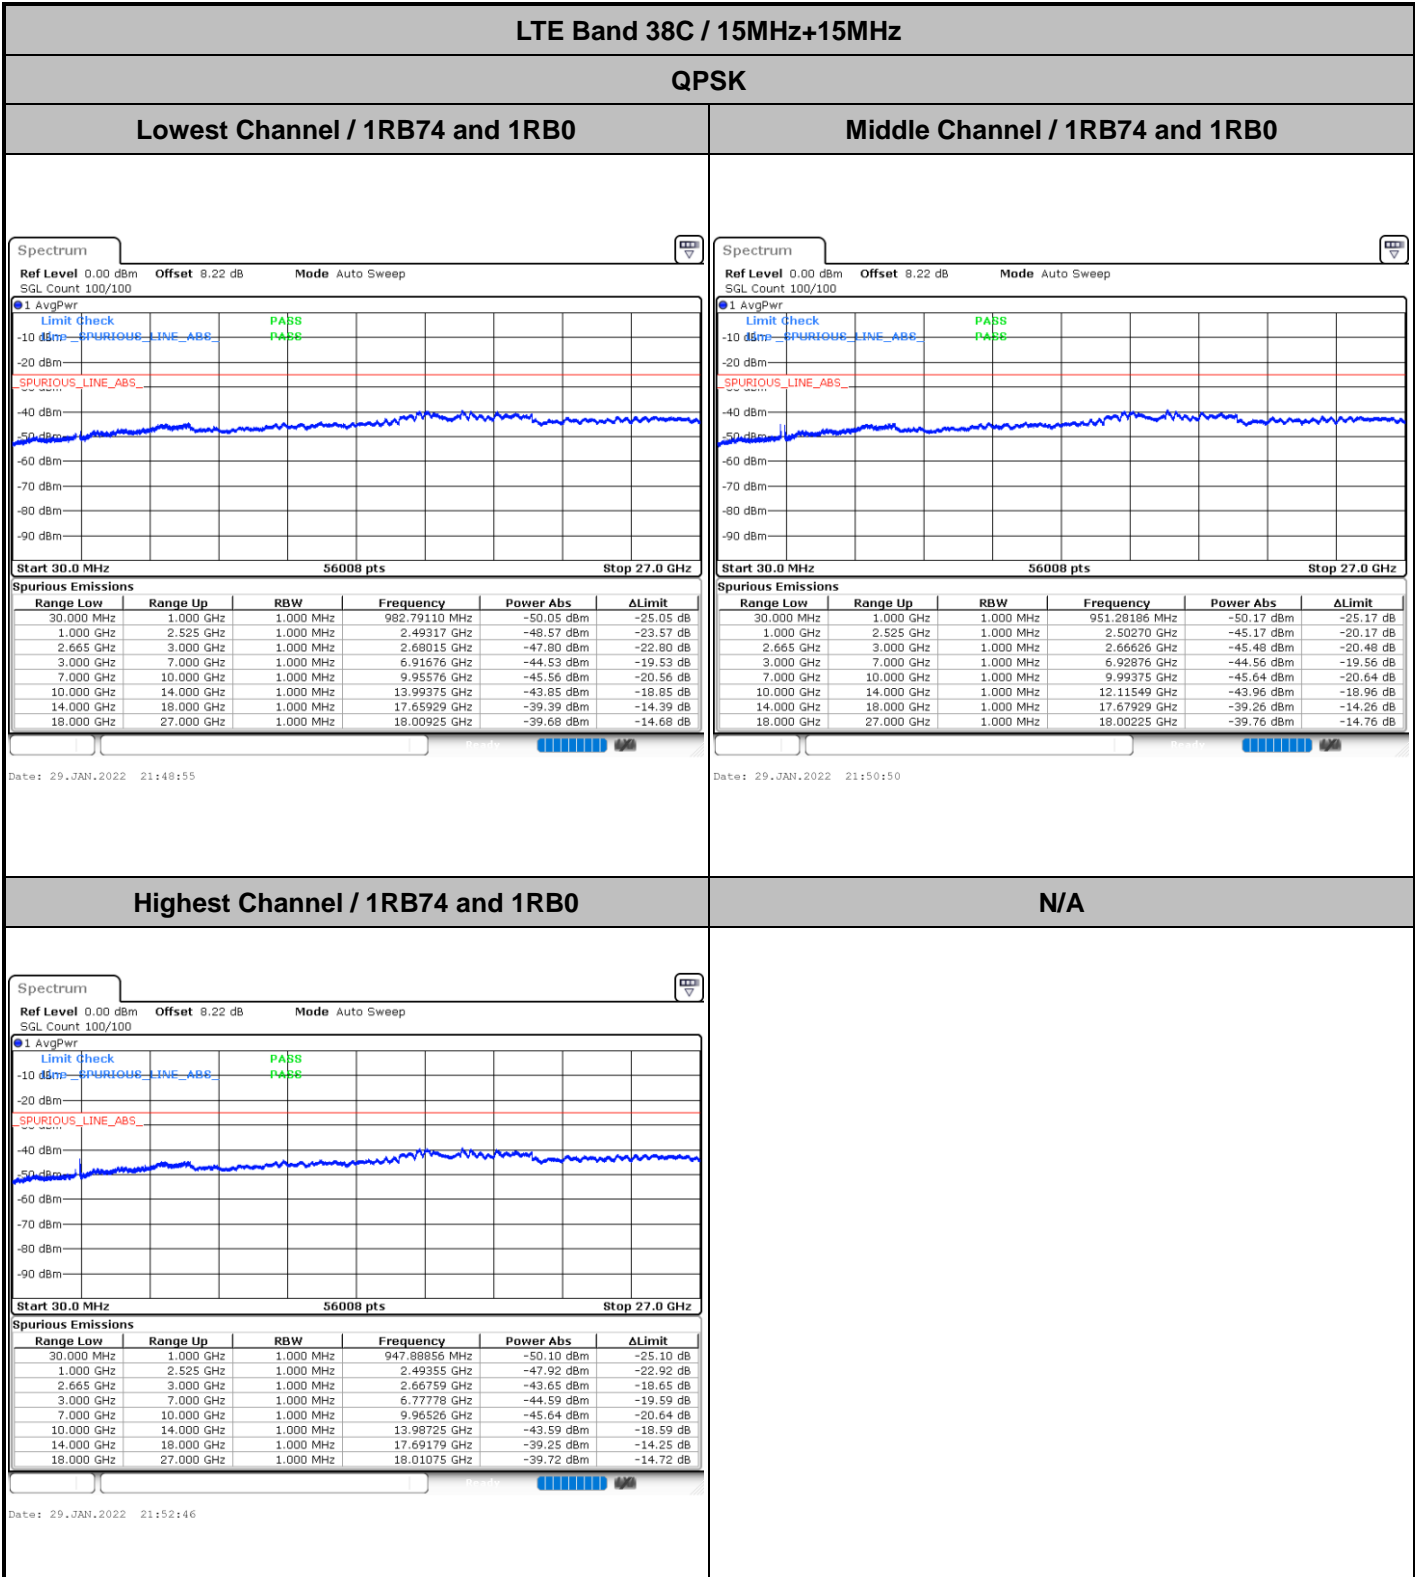 LTE Band 38C / 15MHz+15MHz
QPSK
Lowest Channel / 1RB74 and 1RB0 Middle Channel / 1RB74 and 1RB0
Spectrum
Ref Level 0.00 dBm Offset 8.22 dB Mode Auto Sweep
SGL Count 100/100
1 AvgPwr
Limit Check PASS
Line _SPURIOUS_LINE_ABS_ PASS
-10 dBm
-20 dBm
_SPURIOUS_LINE_ABS_
-40 dBm
-50 dBm
-60 dBm
-70 dBm
-80 dBm
-90 dBm
Start 30.0 MHz 56008 pts Stop 27.0 GHz
Spurious Emissions
Range Low Range Up RBW Frequency Power Abs ΔLimit
30.000 MHz 1.000 GHz 1.000 MHz 982.79110 MHz -50.05 dBm -25.05 dB
1.000 GHz 2.525 GHz 1.000 MHz 2.49317 GHz -48.57 dBm -23.57 dB
2.665 GHz 3.000 GHz 1.000 MHz 2.68015 GHz -47.80 dBm -22.80 dB
3.000 GHz 7.000 GHz 1.000 MHz 6.91676 GHz -44.53 dBm -19.53 dB
7.000 GHz 10.000 GHz 1.000 MHz 9.95576 GHz -45.56 dBm -20.56 dB
10.000 GHz 14.000 GHz 1.000 MHz 13.99375 GHz -43.85 dBm -18.85 dB
14.000 GHz 18.000 GHz 1.000 MHz 17.65929 GHz -39.39 dBm -14.39 dB
18.000 GHz 27.000 GHz 1.000 MHz 18.00925 GHz -39.68 dBm -14.68 dB
Ready
Date: 29.JAN.2022 21:48:55
Spectrum
Ref Level 0.00 dBm Offset 8.22 dB Mode Auto Sweep
SGL Count 100/100
1 AvgPwr
Limit Check PASS
Line _SPURIOUS_LINE_ABS_ PASS
-10 dBm
-20 dBm
_SPURIOUS_LINE_ABS_
-40 dBm
-50 dBm
-60 dBm
-70 dBm
-80 dBm
-90 dBm
Start 30.0 MHz 56008 pts Stop 27.0 GHz
Spurious Emissions
Range Low Range Up RBW Frequency Power Abs ΔLimit
30.000 MHz 1.000 GHz 1.000 MHz 951.28186 MHz -50.17 dBm -25.17 dB
1.000 GHz 2.525 GHz 1.000 MHz 2.50270 GHz -45.17 dBm -20.17 dB
2.665 GHz 3.000 GHz 1.000 MHz 2.66626 GHz -45.48 dBm -20.48 dB
3.000 GHz 7.000 GHz 1.000 MHz 6.92876 GHz -44.56 dBm -19.56 dB
7.000 GHz 10.000 GHz 1.000 MHz 9.99375 GHz -45.64 dBm -20.64 dB
10.000 GHz 14.000 GHz 1.000 MHz 12.11549 GHz -43.96 dBm -18.96 dB
14.000 GHz 18.000 GHz 1.000 MHz 17.67929 GHz -39.26 dBm -14.26 dB
18.000 GHz 27.000 GHz 1.000 MHz 18.00225 GHz -39.76 dBm -14.76 dB
Ready
Date: 29.JAN.2022 21:50:50
Highest Channel / 1RB74 and 1RB0 N/A
Spectrum
Ref Level 0.00 dBm Offset 8.22 dB Mode Auto Sweep
SGL Count 100/100
1 AvgPwr
Limit Check PASS
Line _SPURIOUS_LINE_ABS_ PASS
-10 dBm
-20 dBm
_SPURIOUS_LINE_ABS_
-40 dBm
-50 dBm
-60 dBm
-70 dBm
-80 dBm
-90 dBm
Start 30.0 MHz 56008 pts Stop 27.0 GHz
Spurious Emissions
Range Low Range Up RBW Frequency Power Abs ΔLimit
30.000 MHz 1.000 GHz 1.000 MHz 947.88856 MHz -50.10 dBm -25.10 dB
1.000 GHz 2.525 GHz 1.000 MHz 2.49355 GHz -47.92 dBm -22.92 dB
2.665 GHz 3.000 GHz 1.000 MHz 2.66759 GHz -43.65 dBm -18.65 dB
3.000 GHz 7.000 GHz 1.000 MHz 6.77778 GHz -44.59 dBm -19.59 dB
7.000 GHz 10.000 GHz 1.000 MHz 9.96526 GHz -45.64 dBm -20.64 dB
10.000 GHz 14.000 GHz 1.000 MHz 13.98725 GHz -43.59 dBm -18.59 dB
14.000 GHz 18.000 GHz 1.000 MHz 17.69179 GHz -39.25 dBm -14.25 dB
18.000 GHz 27.000 GHz 1.000 MHz 18.01075 GHz -39.72 dBm -14.72 dB
Ready
Date: 29.JAN.2022 21:52:46